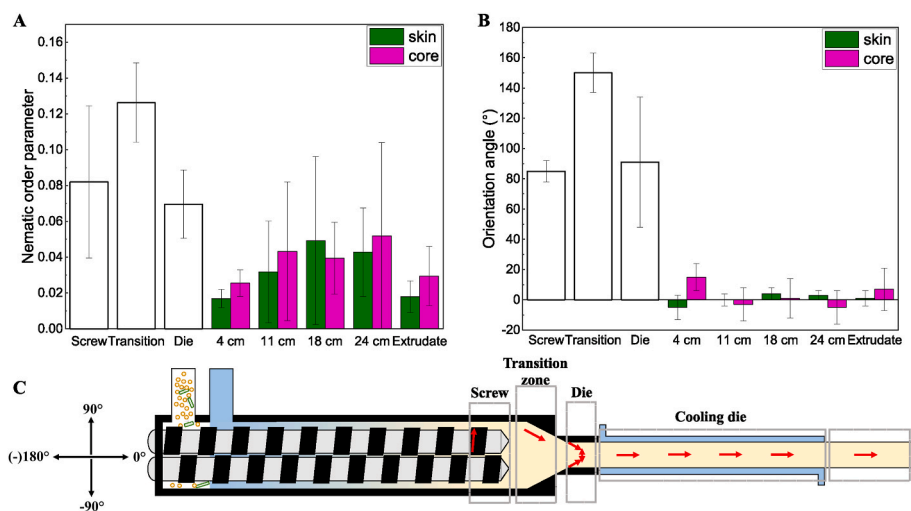 A
Nematic order parameter
0.16
0.14
0.12
0.10
0.08
0.06
0.04
0.02
0.00
skin
core
Screw Transition Die 4 cm 11 cm 18 cm 24 cm Extrudate
B
Orientation angle (°)
180
160
140
120
100
80
60
40
20
0
-20
skin
core
Screw Transition Die 4 cm 11 cm 18 cm 24 cm Extrudate
C
90°
(-)180°
0°
-90°
Screw
Transition
zone
Die
Cooling die